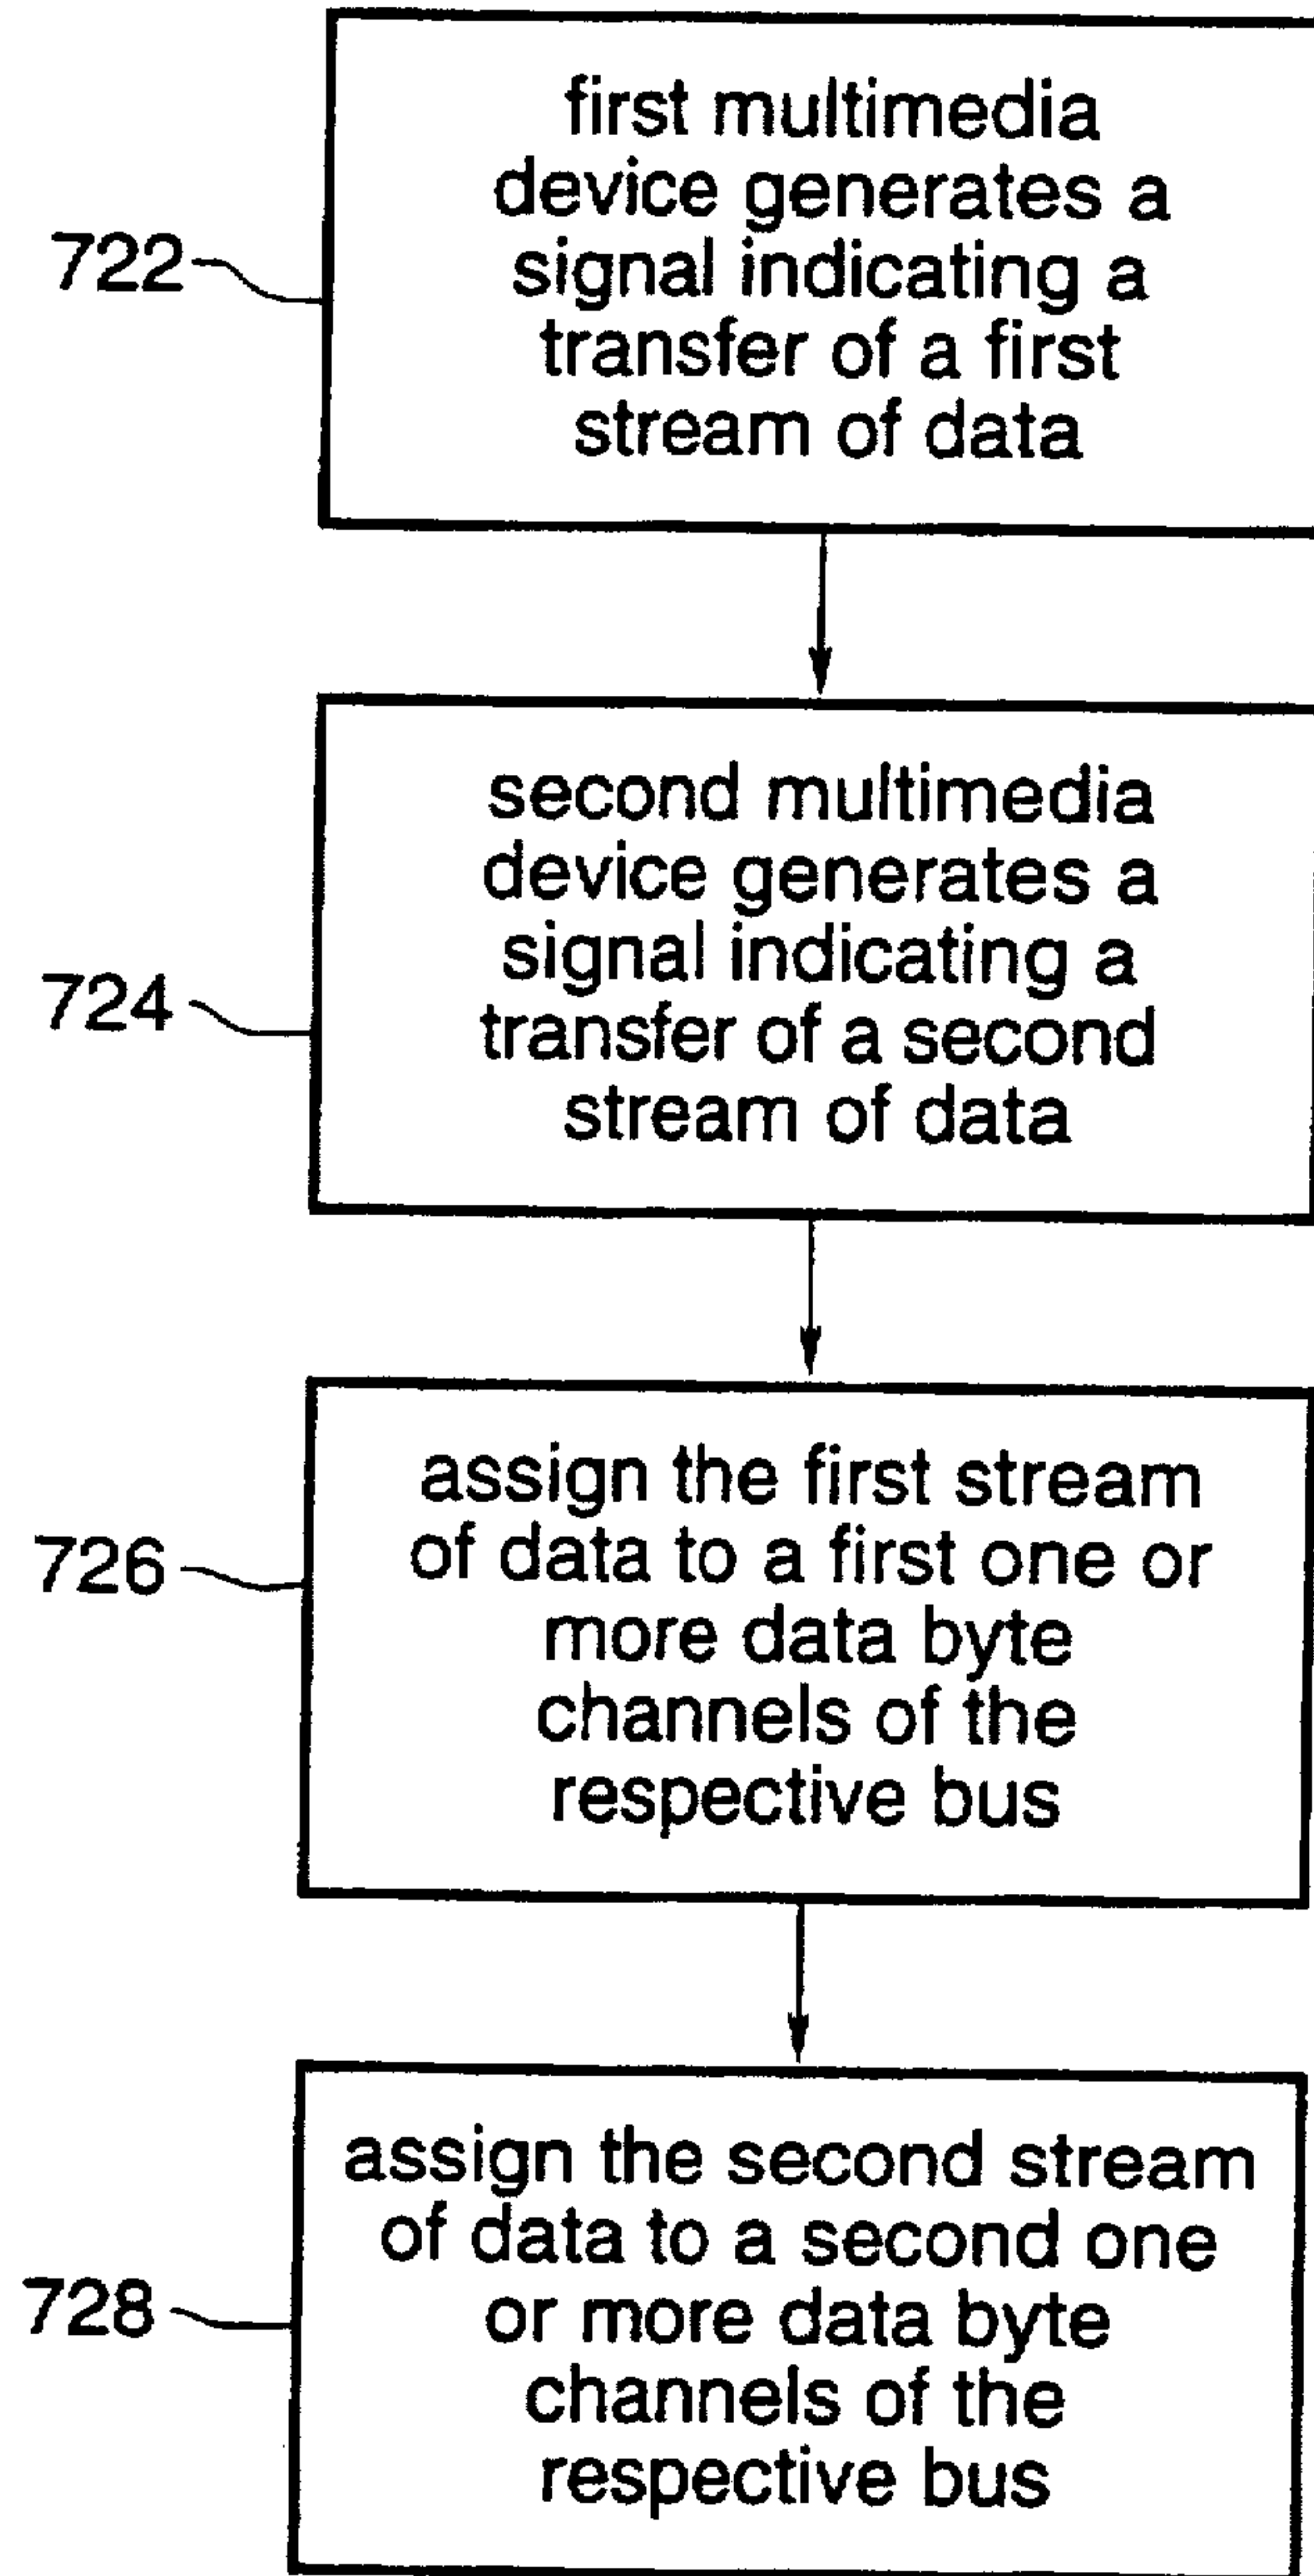 first multimedia
device generates a
signal indicating a
transfer of a first
stream of data
722
second multimedia
device generates a
signal indicating a
transfer of a second
stream of data
724
assign the first stream
of data to a first one or
more data byte
channels of the
respective bus
726
assign the second stream
of data to a second one
or more data byte
channels of the
respective bus
728